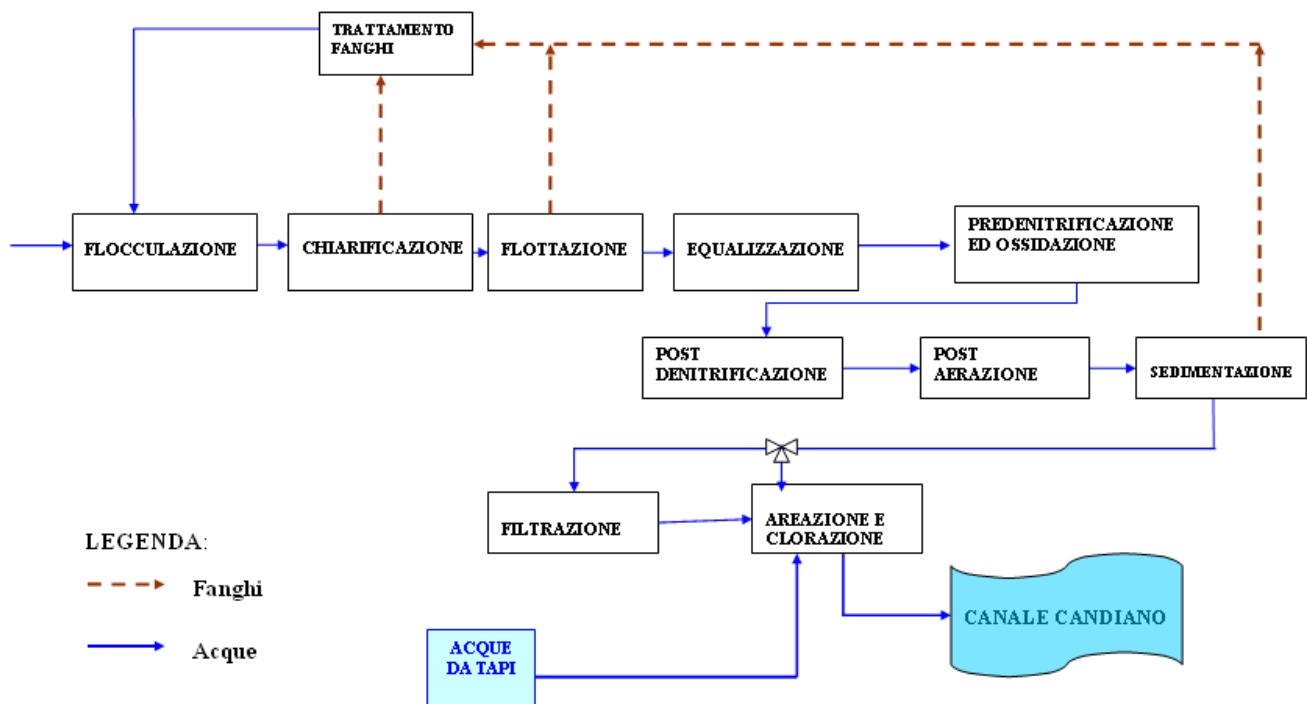 TRATTAMENTO
FANGHI
FLOCCULAZIONE
CHIARIFICAZIONE
FLOTTAZIONE
EQUALIZZAZIONE
PREDENITRIFICAZIONE
ED OSSIDAZIONE
POST
DENITRIFICAZIONE
POST
AERAZIONE
SEDIMENTAZIONE
FILTRAZIONE
AREAZIONE E
CLORAZIONE
LEGENDA:
Fanghi
Acque
ACQUE
DA TAPI
CANALE CANDIANO